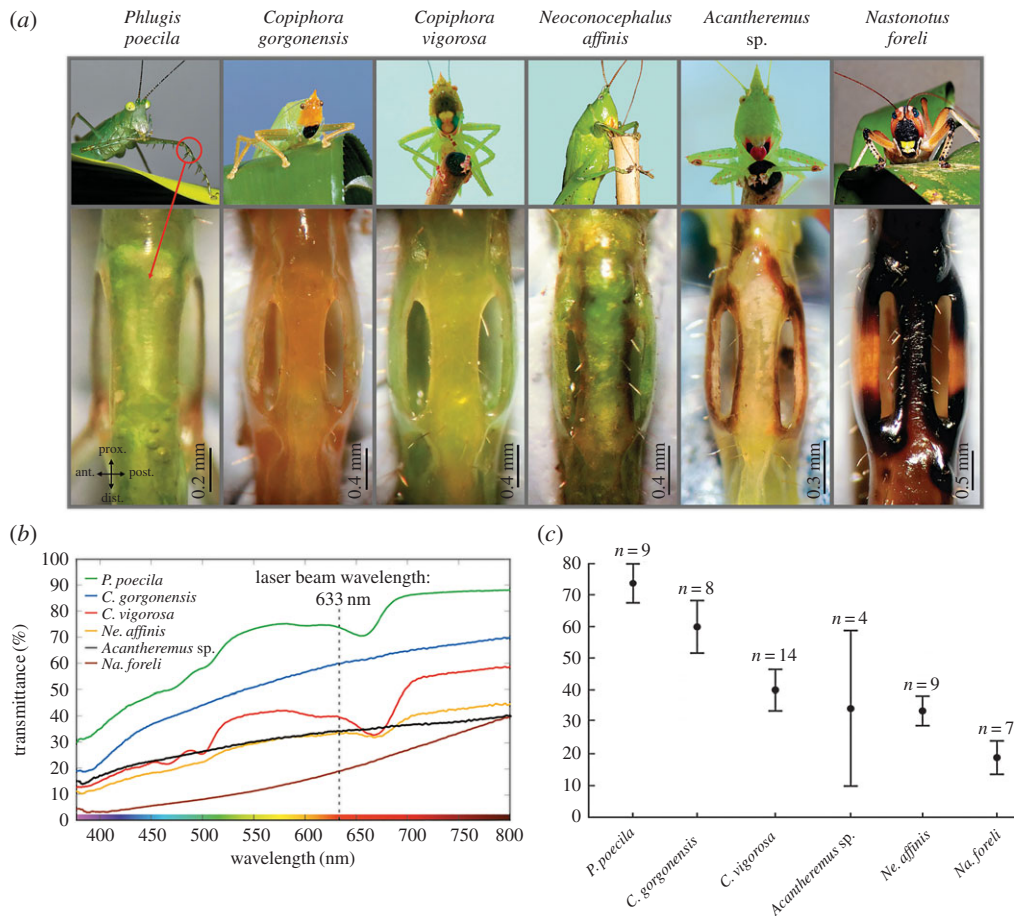 (a)
Phlugis poecila
Copiphora gorgonensis
Copiphora vigorosa
Neoconocephalus affinis
Acantheremus sp.
Nastonotus foreli
prox.
ant. post.
dist.
0.2 mm
0.4 mm
0.4 mm
0.4 mm
0.3 mm
0.5 mm
(b)
100
90
80
70
60
50
40
30
20
10
0
transmittance (%)
P. poecila
C. gorgonensis
C. vigorosa
Ne. affinis
Acantheremus sp.
Na. foreli
laser beam wavelength:
633 nm
400 450 500 550 600 650 700 750 800
wavelength (nm)
(c)
80
70
60
50
40
30
20
10
0
n = 9
n = 8
n = 14
n = 4
n = 9
n = 7
P. poecila
C. gorgonensis
C. vigorosa
Acantheremus sp.
Ne. affinis
Na. foreli